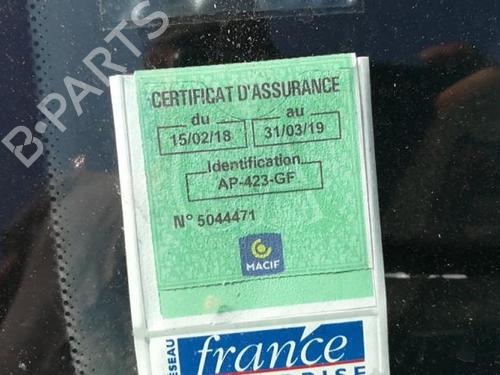 B-PARTS
CERTIFICAT D'ASSURANCE
du au
15/02/18 31/03/19
Identification
AP-423-GF
N° 5044471
MACIF
france